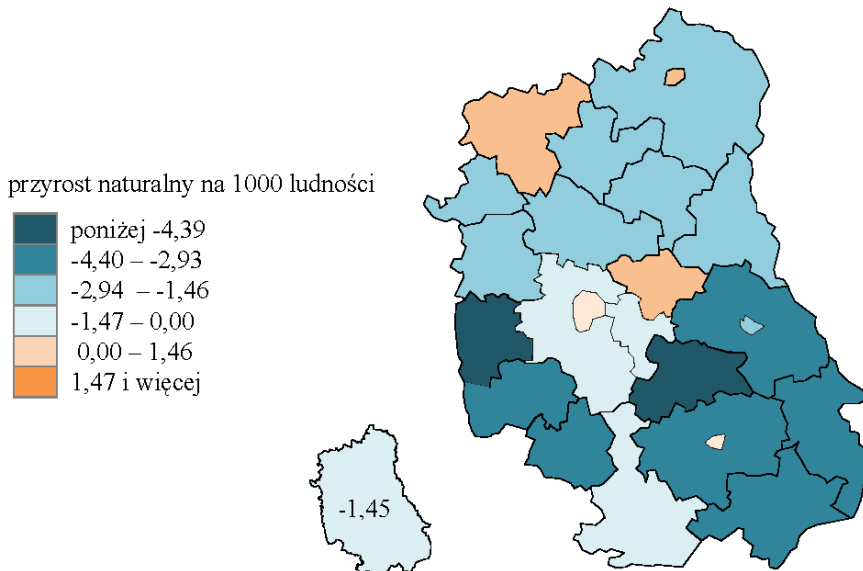 przyrost naturalny na 1000 ludności
poniżej -4,39
-4,40 – -2,93
-2,94 – -1,46
-1,47 – 0,00
0,00 – 1,46
1,47 i więcej
-1,45